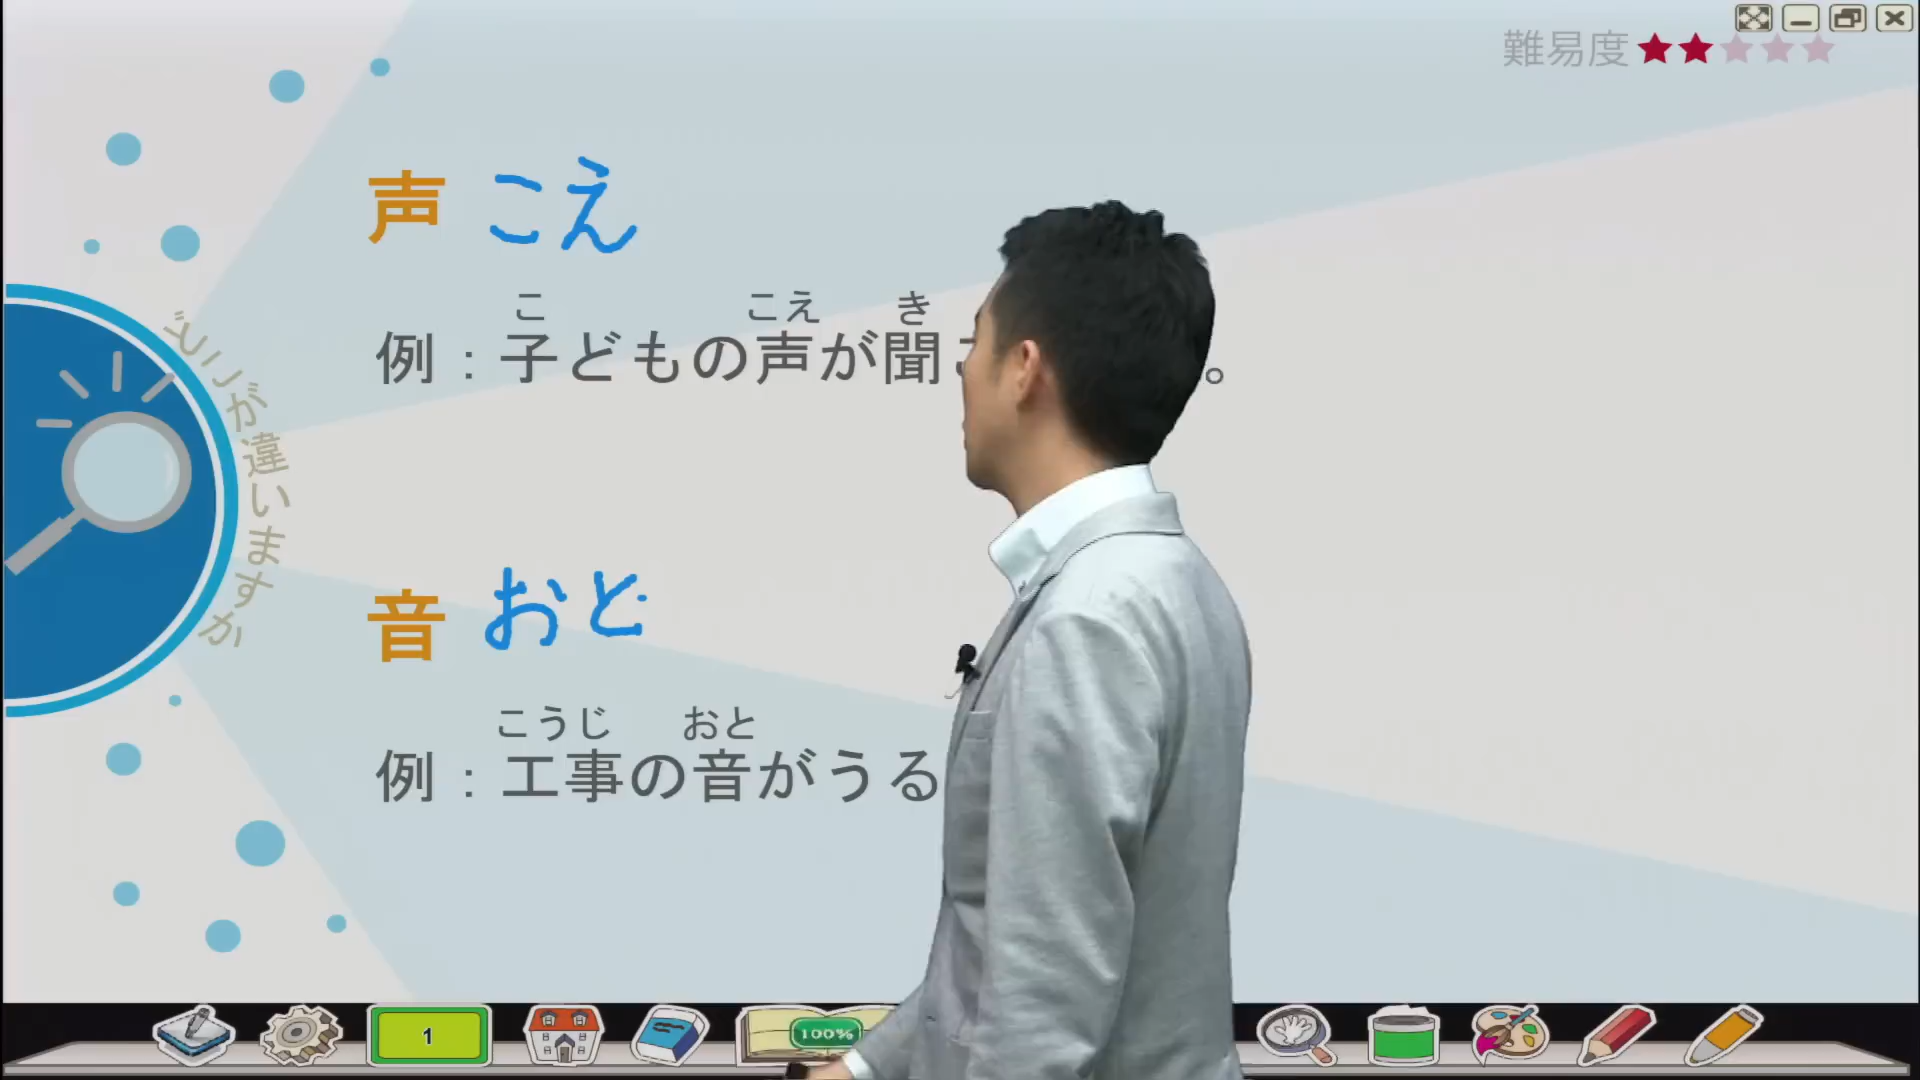 難易度
声 こえ
こ こえ き
例：子どもの声が聞 。
どこが違いますか
音 おと
こうじ おと
例：工事の音がうる
1
100%